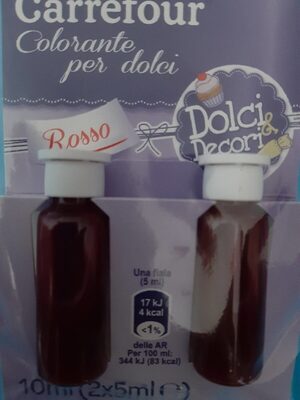 Carrefour
Colorante
per dolci
Rosso
Dolci &
Decori
Una fiala
(5 ml)
17 kJ
4 kcal
<1%
delle AR
Per 100 ml:
344 kJ (83 kcal)
10ml (2x5ml ℮)